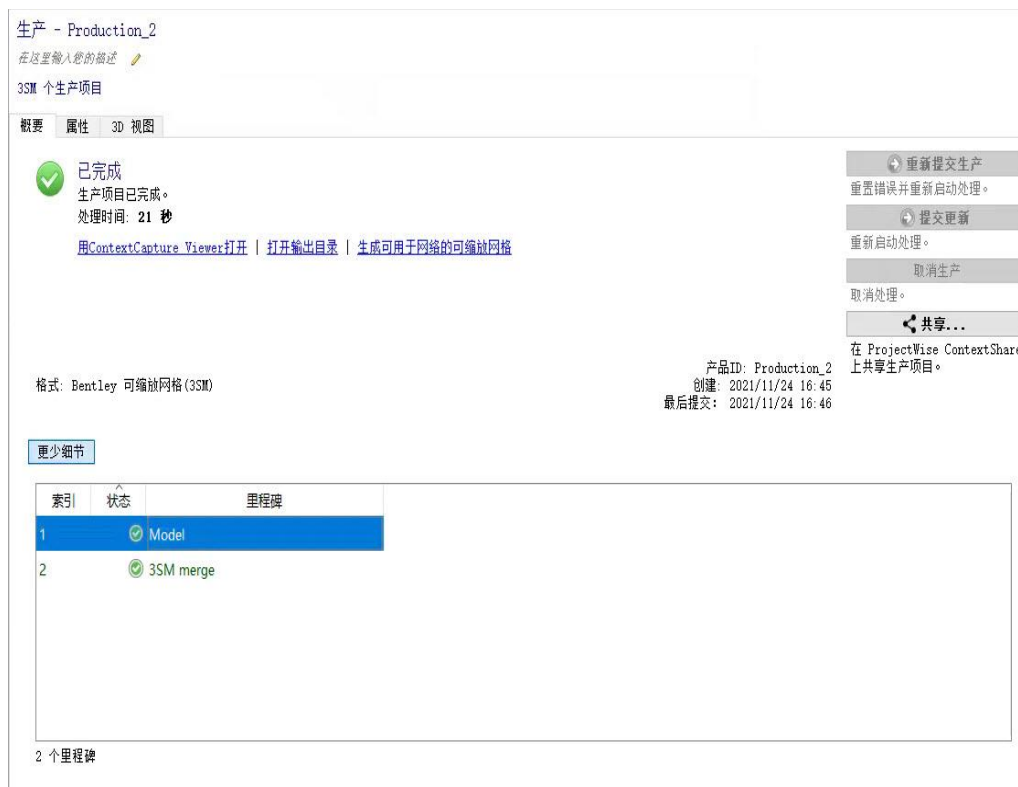 生产 - Production_2
在这里输入您的描述
3SM 个生产项目
概要 属性 3D 视图
已完成
生产项目已完成。
处理时间: 21 秒
用ContextCapture Viewer打开 | 打开输出目录 | 生成可用于网络的可缩放网格
重新提交生产
重置错误并重新启动处理。
提交更新
重新启动处理。
取消生产
取消处理。
共享...
在 ProjectWise ContextShare
上共享生产项目。
格式: Bentley 可缩放网格(3SM)
产品ID: Production_2
创建: 2021/11/24 16:45
最后提交: 2021/11/24 16:46
更少细节
索引 状态 里程碑
1 Model
2 3SM merge
2 个里程碑